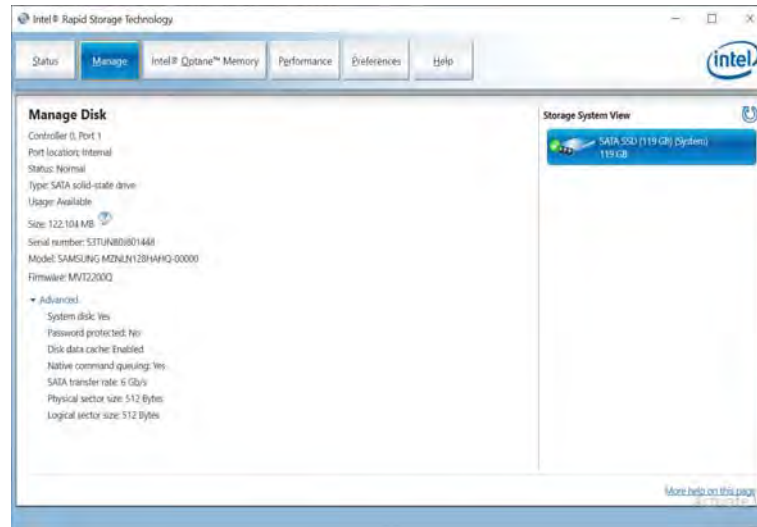 Intel® Rapid Storage Technology
Status
Manage
Intel® Optane™ Memory
Performance
Preferences
Help
intel
Manage Disk
Controller 0, Port 1
Port location: Internal
Status: Normal
Type: SATA solid-state drive
Usage: Available
Size: 122,104 MB
Serial number:
Model: SAMSUNG MZNLN128HAHQ-00000
Firmware: MVT2200Q
Advanced
System disk: Yes
Password protected: No
Disk data cache: Enabled
Native command queuing: Yes
SATA transfer rate: 6 Gb/s
Physical sector size: 512 Bytes
Logical sector size: 512 Bytes
Storage System View
SATA SSD (119 GB) (System)
119 GB
More help on this page
Activate